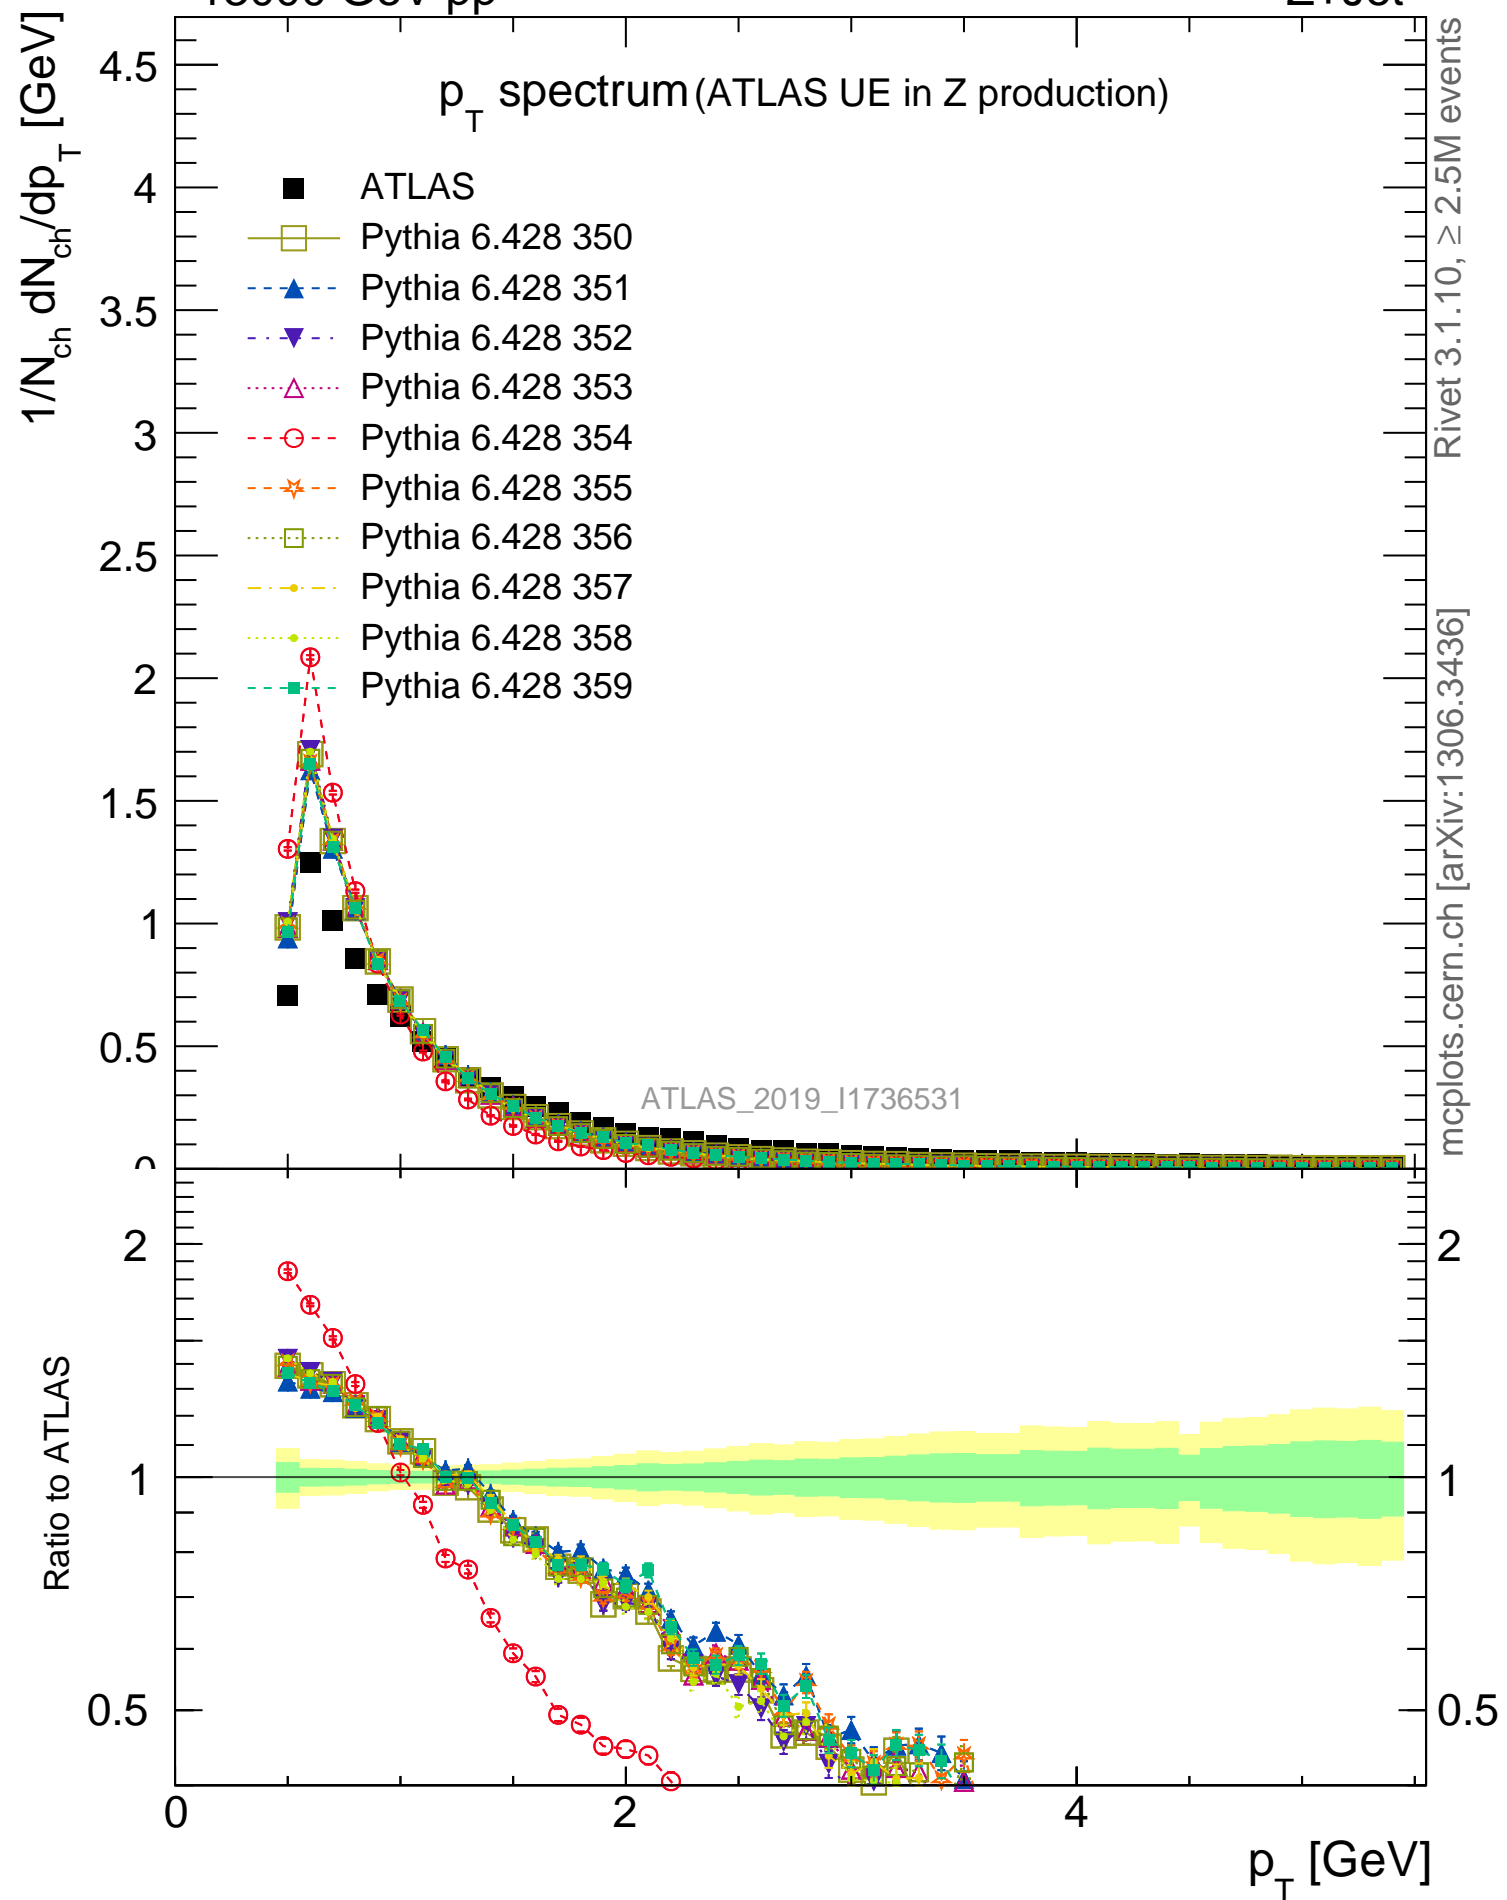 p_T spectrum (ATLAS UE in Z production)
1/N_ch dN_ch/dp_T [GeV]
4.5
4
3.5
3
2.5
2
1.5
1
0.5
ATLAS
Pythia 6.428 350
Pythia 6.428 351
Pythia 6.428 352
Pythia 6.428 353
Pythia 6.428 354
Pythia 6.428 355
Pythia 6.428 356
Pythia 6.428 357
Pythia 6.428 358
Pythia 6.428 359
ATLAS_2019_I1736531
Rivet 3.1.10, ≥ 2.5M events
mcplots.cern.ch [arXiv:1306.3436]
0
Ratio to ATLAS
2
1
0.5
2
1
0.5
0 2 4
p_T [GeV]